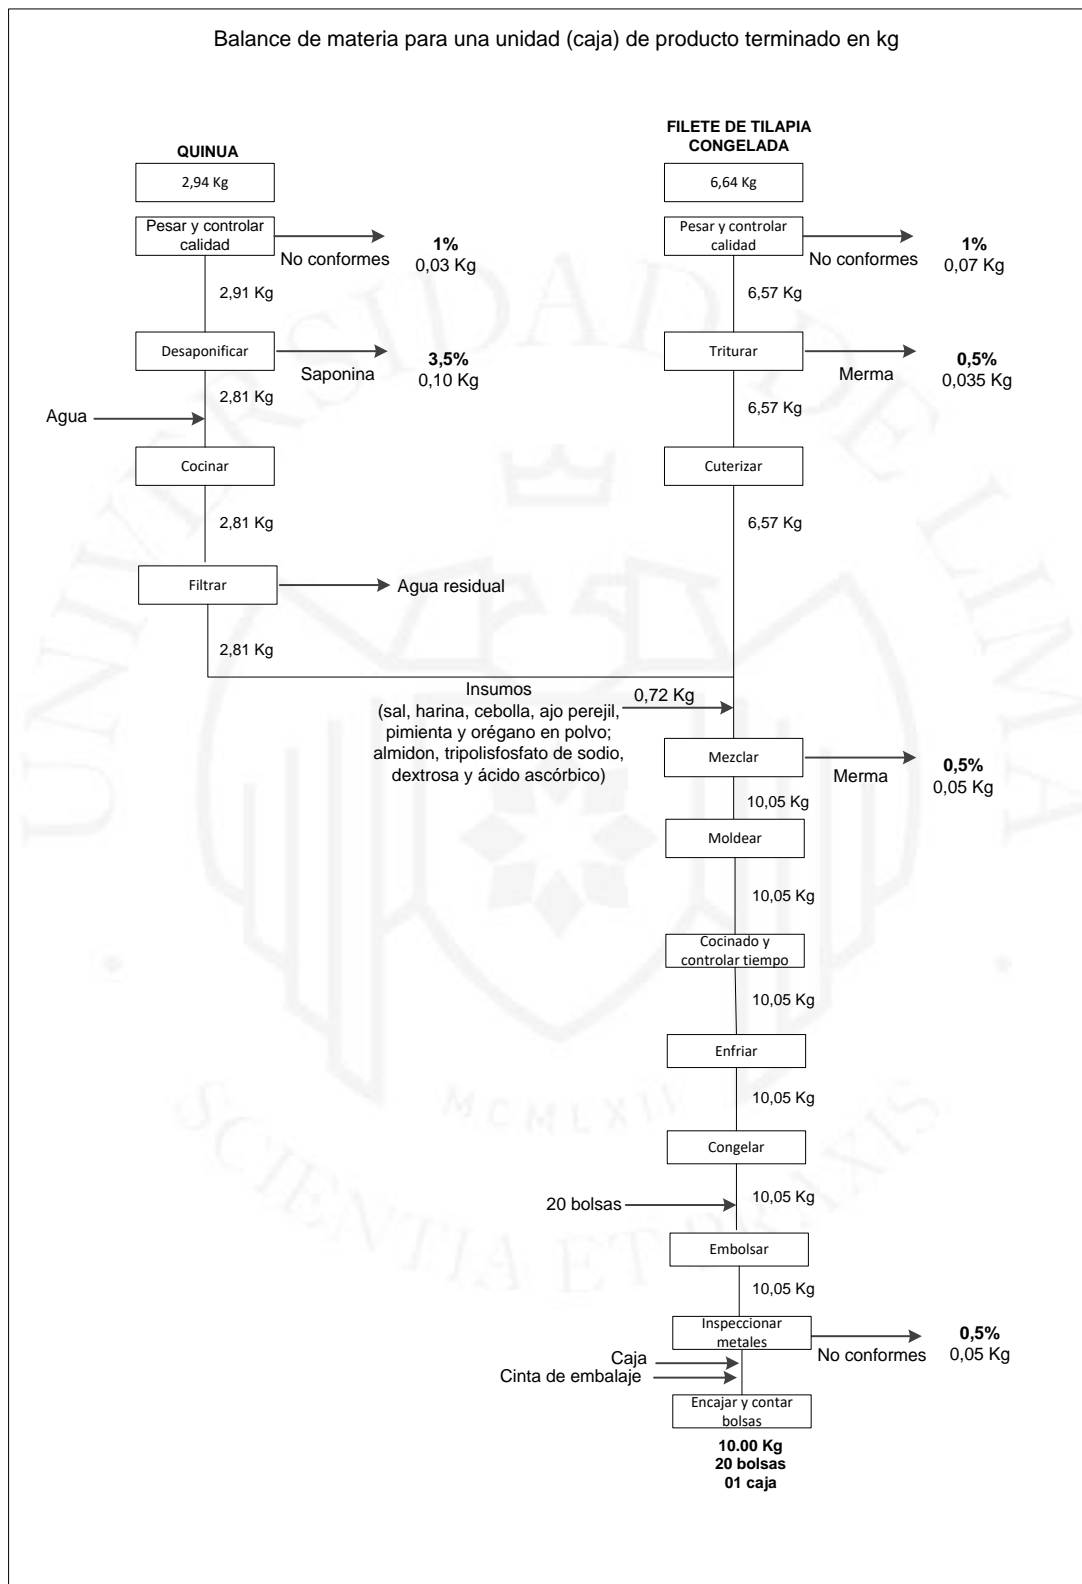 Balance de materia para una unidad (caja) de producto terminado en kg
QUINUA
2,94 Kg
Pesar y controlar
calidad
No conformes
1%
0,03 Kg
2,91 Kg
Desaponificar
Saponina
3,5%
0,10 Kg
2,81 Kg
Agua
Cocinar
2,81 Kg
Filtrar
Agua residual
2,81 Kg
FILETE DE TILAPIA
CONGELADA
6,64 Kg
Pesar y controlar
calidad
No conformes
1%
0,07 Kg
6,57 Kg
Triturar
Merma
0,5%
0,035 Kg
6,57 Kg
Cuterizar
6,57 Kg
Insumos
(sal, harina, cebolla, ajo perejil,
pimienta y orégano en polvo;
almidon, tripolisfosfato de sodio,
dextrosa y ácido ascórbico)
0,72 Kg
Mezclar
Merma
0,5%
0,05 Kg
10,05 Kg
Moldear
10,05 Kg
Cocinado y
controlar tiempo
10,05 Kg
Enfriar
10,05 Kg
Congelar
10,05 Kg
20 bolsas
Embolsar
10,05 Kg
Inspeccionar
metales
No conformes
0,5%
0,05 Kg
Caja
Cinta de embalaje
Encajar y contar
bolsas
10.00 Kg
20 bolsas
01 caja
UNIVERSIDAD DE LIMA
MCMLXII
SCIENTIA ET PRAXIS